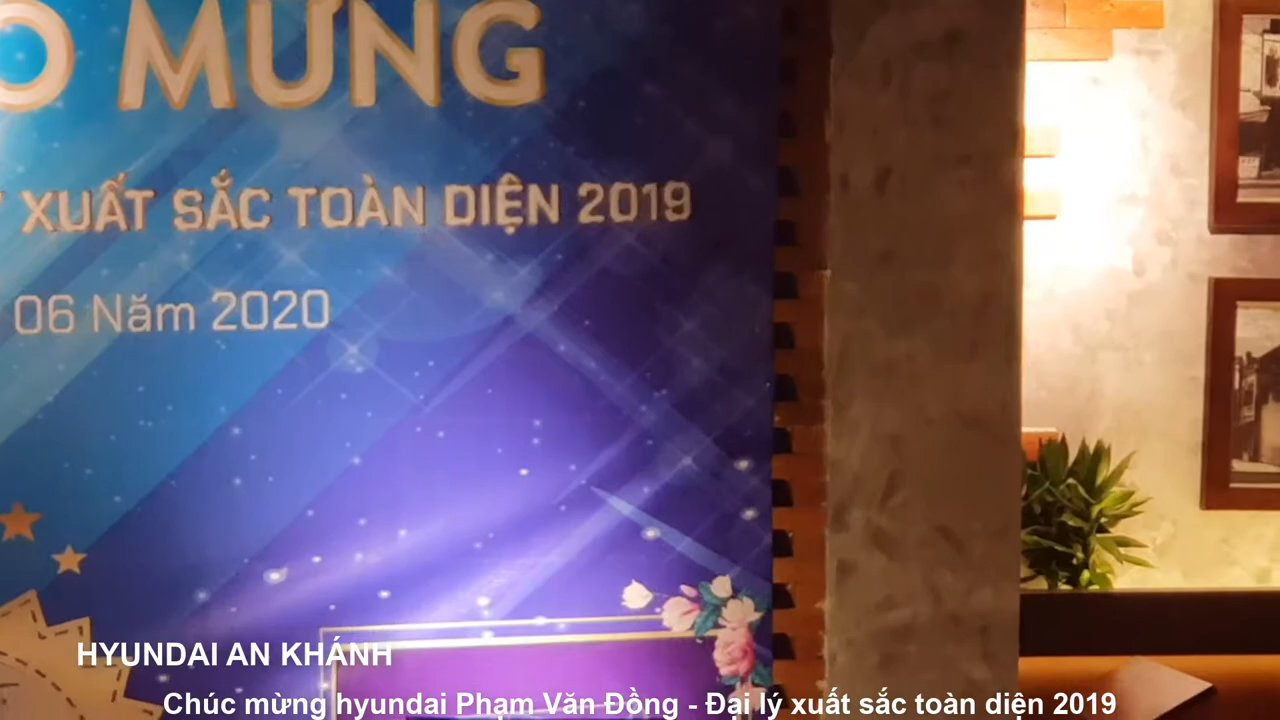 MỪNG
XUẤT SẮC TOÀN DIỆN 2019
06 Năm 2020
HYUNDAI AN KHÁNH
Chúc mừng hyundai Phạm Văn Đồng - Đại lý xuất sắc toàn diện 2019